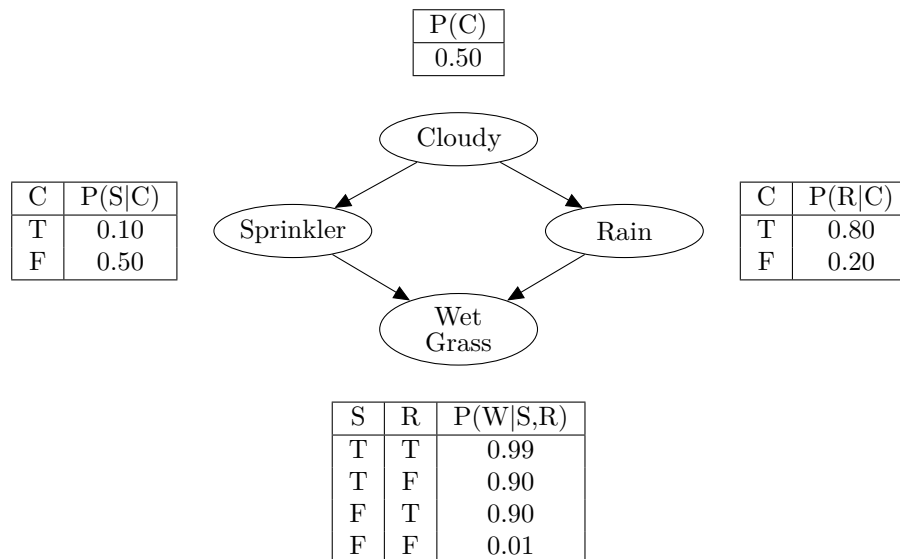 P(C)
0.50
Cloudy
C P(S|C)
T 0.10
F 0.50
Sprinkler
Rain
C P(R|C)
T 0.80
F 0.20
Wet
Grass
S R P(W|S,R)
T T 0.99
T F 0.90
F T 0.90
F F 0.01